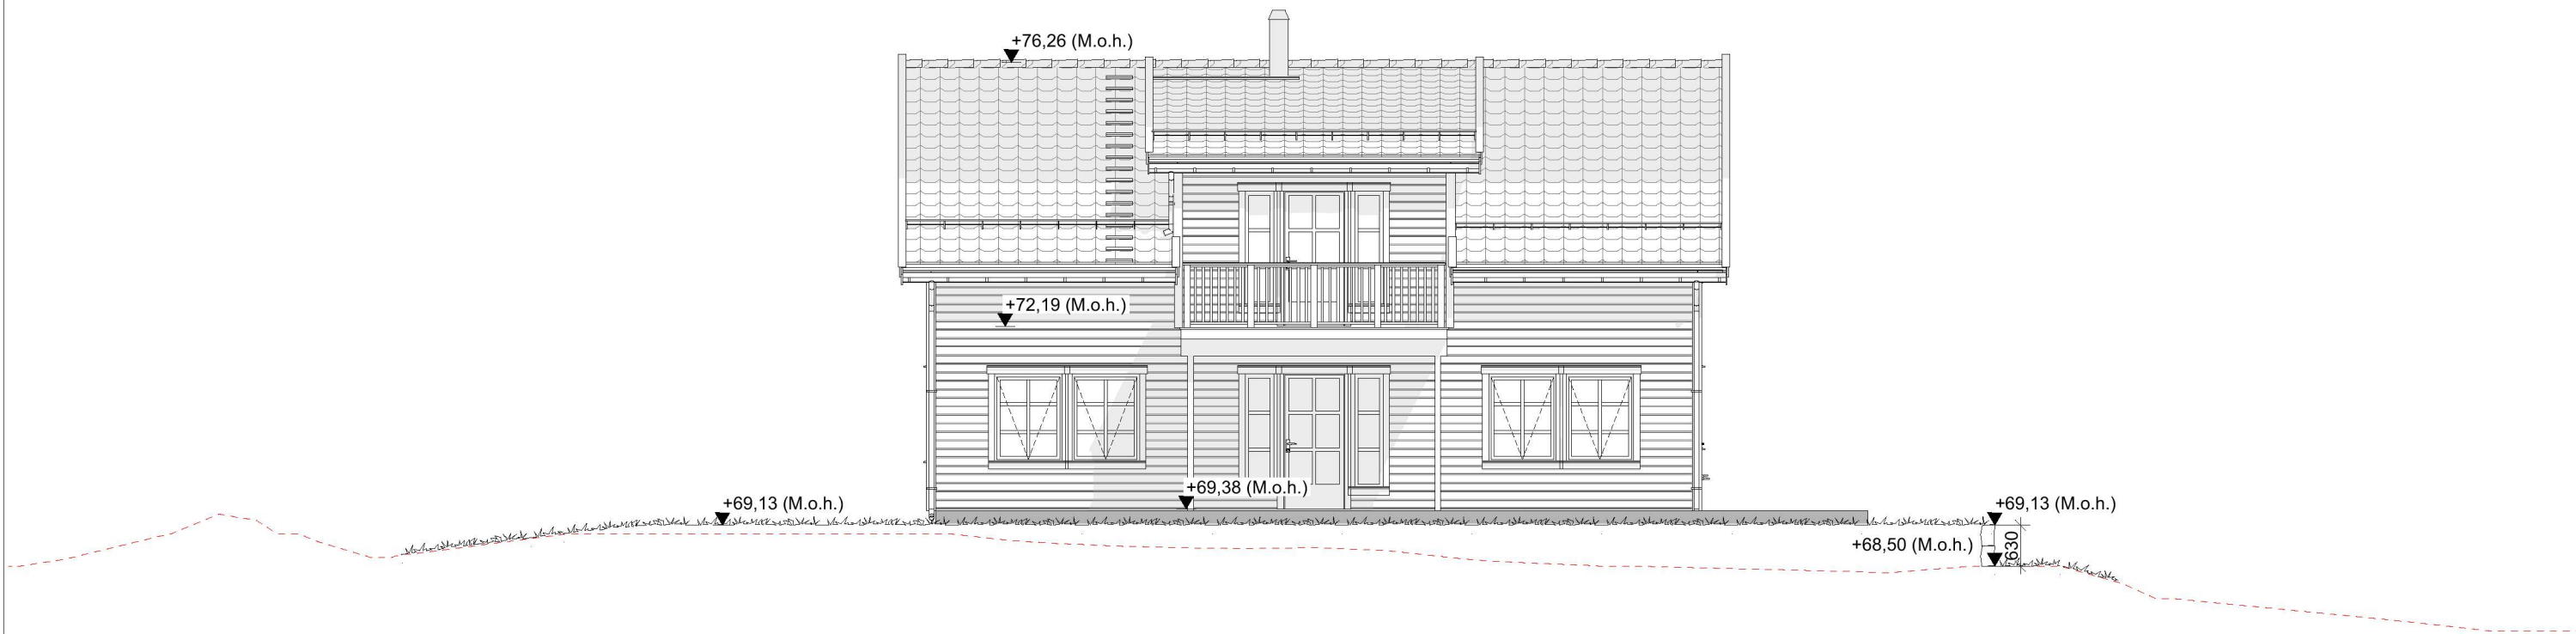 +76,26 (M.o.h.)
+72,19 (M.o.h.)
+69,38 (M.o.h.)
+69,13 (M.o.h.)
+69,13 (M.o.h.)
+68,50 (M.o.h.)
630